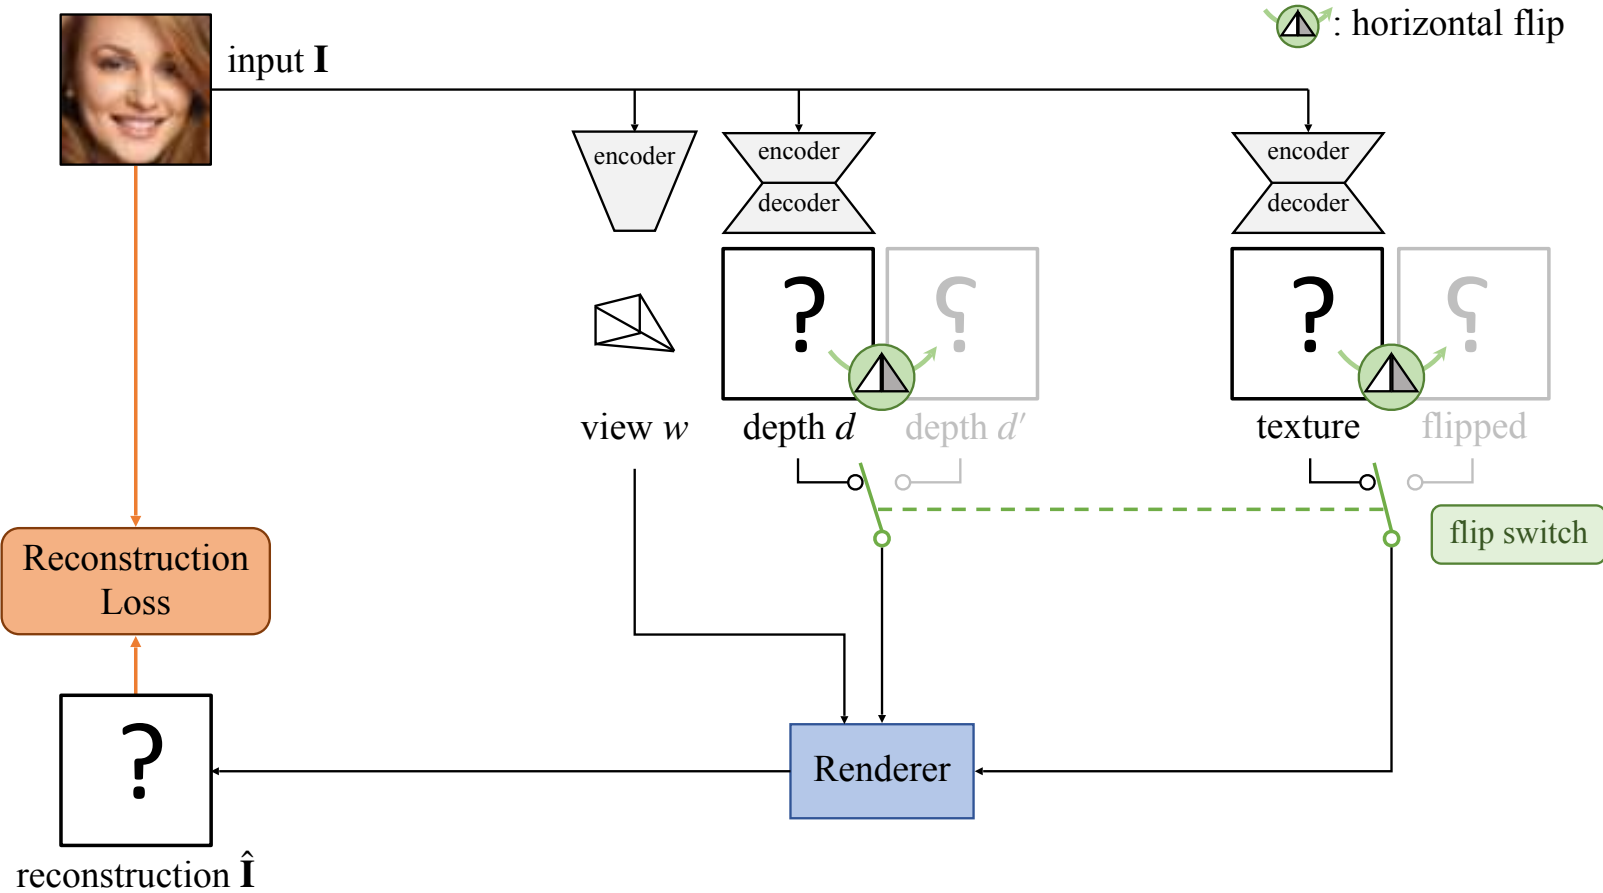 : horizontal flip
input I
encoder
encoder
decoder
encoder
decoder
?
?
?
?
view w
depth d
depth d′
texture
flipped
flip switch
Reconstruction
Loss
Renderer
?
reconstruction Î